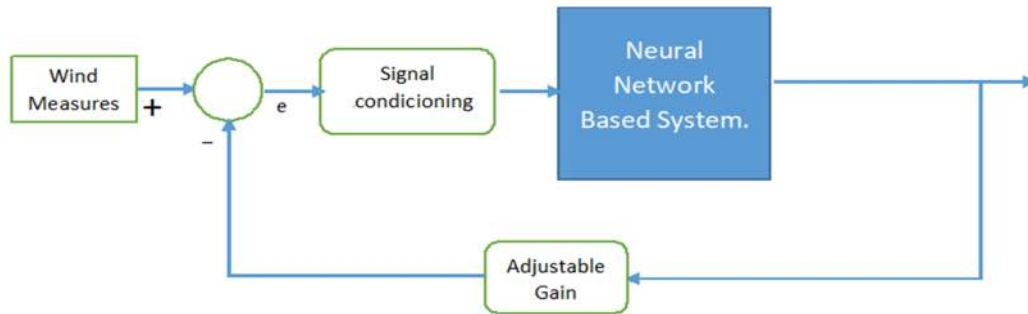 Wind
Measures
+
−
e
Signal
condicioning
Neural
Network
Based System.
Adjustable
Gain